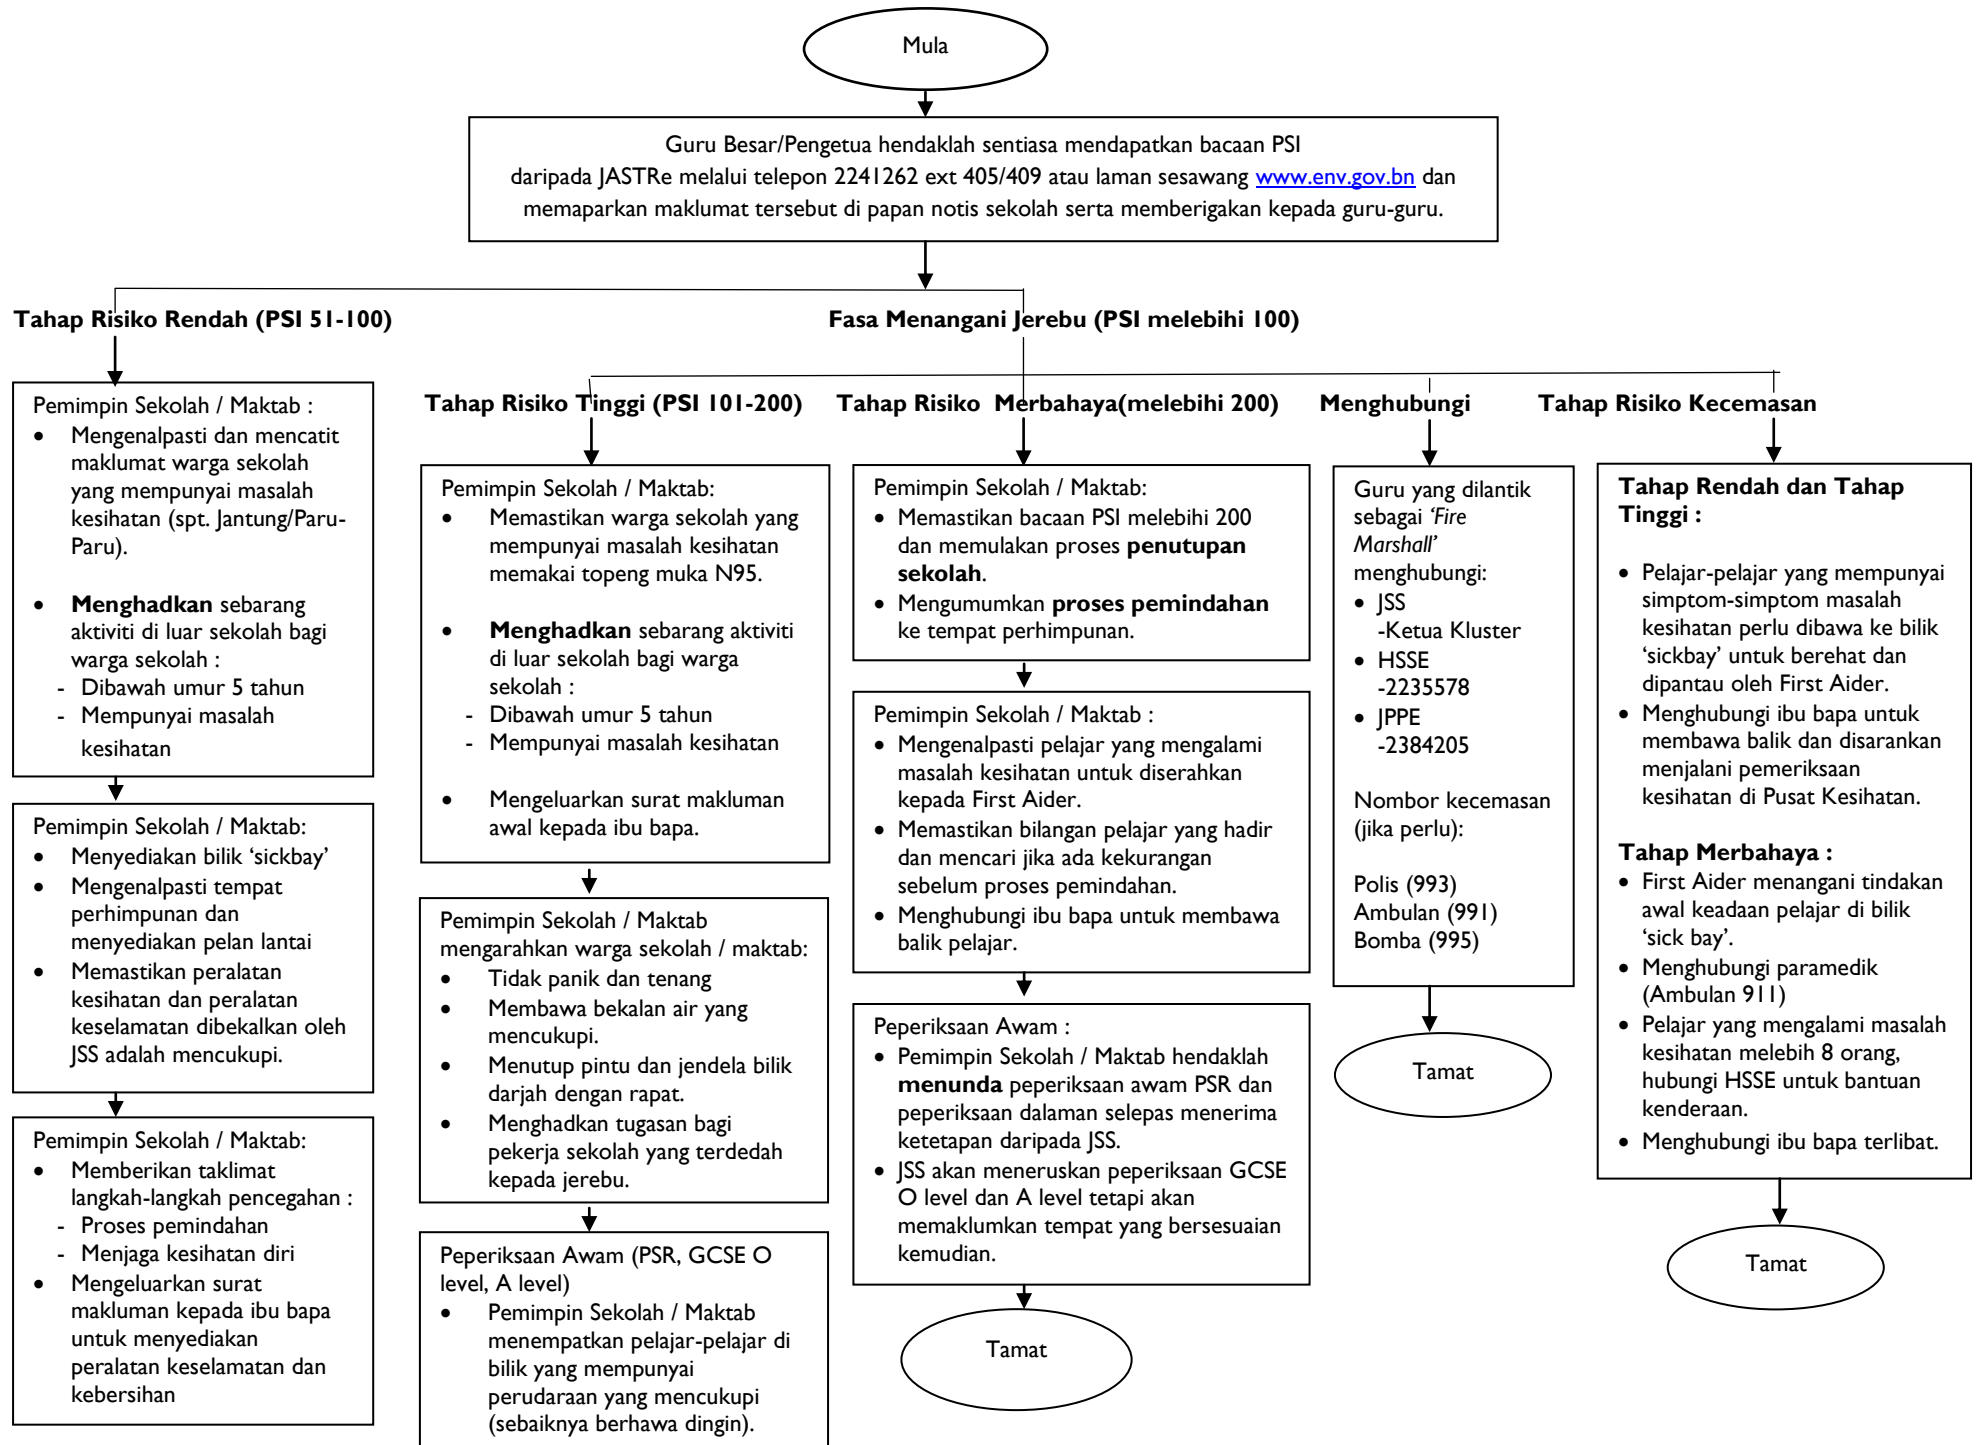 Mula
Guru Besar/Pengetua hendaklah sentiasa mendapatkan bacaan PSI
daripada JASTRe melalui telepon 2241262 ext 405/409 atau laman sesawang www.env.gov.bn dan
memaparkan maklumat tersebut di papan notis sekolah serta memberigakan kepada guru-guru.
Tahap Risiko Rendah (PSI 51-100)
Pemimpin Sekolah / Maktab :
• Mengenalpasti dan mencatit
maklumat warga sekolah
yang mempunyai masalah
kesihatan (spt. Jantung/Paru-
Paru).
• Menghadkan sebarang
aktiviti di luar sekolah bagi
warga sekolah :
- Dibawah umur 5 tahun
- Mempunyai masalah
kesihatan
Pemimpin Sekolah / Maktab:
• Menyediakan bilik ‘sickbay’
• Mengenalpasti tempat
perhimpunan dan
menyediakan pelan lantai
• Memastikan peralatan
kesihatan dan peralatan
keselamatan dibekalkan oleh
JSS adalah mencukupi.
Pemimpin Sekolah / Maktab:
• Memberikan taklimat
langkah-langkah pencegahan :
- Proses pemindahan
- Menjaga kesihatan diri
• Mengeluarkan surat
makluman kepada ibu bapa
untuk menyediakan
peralatan keselamatan dan
kebersihan
Fasa Menangani Jerebu (PSI melebihi 100)
Tahap Risiko Tinggi (PSI 101-200)
Pemimpin Sekolah / Maktab:
• Memastikan warga sekolah yang
mempunyai masalah kesihatan
memakai topeng muka N95.
• Menghadkan sebarang aktiviti
di luar sekolah bagi warga
sekolah :
- Dibawah umur 5 tahun
- Mempunyai masalah kesihatan
• Mengeluarkan surat makluman
awal kepada ibu bapa.
Pemimpin Sekolah / Maktab
mengarahkan warga sekolah / maktab:
• Tidak panik dan tenang
• Membawa bekalan air yang
mencukupi.
• Menutup pintu dan jendela bilik
darjah dengan rapat.
• Menghadkan tugasan bagi
pekerja sekolah yang terdedah
kepada jerebu.
Peperiksaan Awam (PSR, GCSE O
level, A level)
• Pemimpin Sekolah / Maktab
menempatkan pelajar-pelajar di
bilik yang mempunyai
perudaraan yang mencukupi
(sebaiknya berhawa dingin).
Tahap Risiko Merbahaya(melebihi 200)
Pemimpin Sekolah / Maktab:
• Memastikan bacaan PSI melebihi 200
dan memulakan proses penutupan
sekolah.
• Mengumumkan proses pemindahan
ke tempat perhimpunan.
Pemimpin Sekolah / Maktab :
• Mengenalpasti pelajar yang mengalami
masalah kesihatan untuk diserahkan
kepada First Aider.
• Memastikan bilangan pelajar yang hadir
dan mencari jika ada kekurangan
sebelum proses pemindahan.
• Menghubungi ibu bapa untuk membawa
balik pelajar.
Peperiksaan Awam :
• Pemimpin Sekolah / Maktab hendaklah
menunda peperiksaan awam PSR dan
peperiksaan dalaman selepas menerima
ketetapan daripada JSS.
• JSS akan meneruskan peperiksaan GCSE
O level dan A level tetapi akan
memaklumkan tempat yang bersesuaian
kemudian.
Tamat
Menghubungi
Guru yang dilantik
sebagai ‘Fire
Marshall’
menghubungi:
• JSS
-Ketua Kluster
• HSSE
-2235578
• JPPE
-2384205
Nombor kecemasan
(jika perlu):
Polis (993)
Ambulan (991)
Bomba (995)
Tamat
Tahap Risiko Kecemasan
Tahap Rendah dan Tahap
Tinggi :
• Pelajar-pelajar yang mempunyai
simptom-simptom masalah
kesihatan perlu dibawa ke bilik
‘sickbay’ untuk berehat dan
dipantau oleh First Aider.
• Menghubungi ibu bapa untuk
membawa balik dan disarankan
menjalani pemeriksaan
kesihatan di Pusat Kesihatan.
Tahap Merbahaya :
• First Aider menangani tindakan
awal keadaan pelajar di bilik
‘sick bay’.
• Menghubungi paramedik
(Ambulan 911)
• Pelajar yang mengalami masalah
kesihatan melebih 8 orang,
hubungi HSSE untuk bantuan
kenderaan.
• Menghubungi ibu bapa terlibat.
Tamat